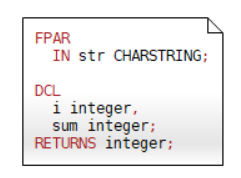 FPAR
IN str CHARSTRING;
DCL
i integer,
sum integer;
RETURNS integer;